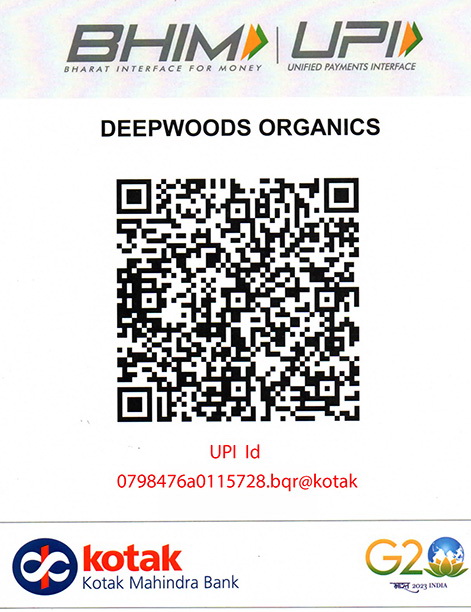 BHIM UPI
BHARAT INTERFACE FOR MONEY UNIFIED PAYMENTS INTERFACE
DEEPWOODS ORGANICS
UPI Id
0798476a0115728.bqr@kotak
kotak
Kotak Mahindra Bank
G20
भारत 2023 INDIA